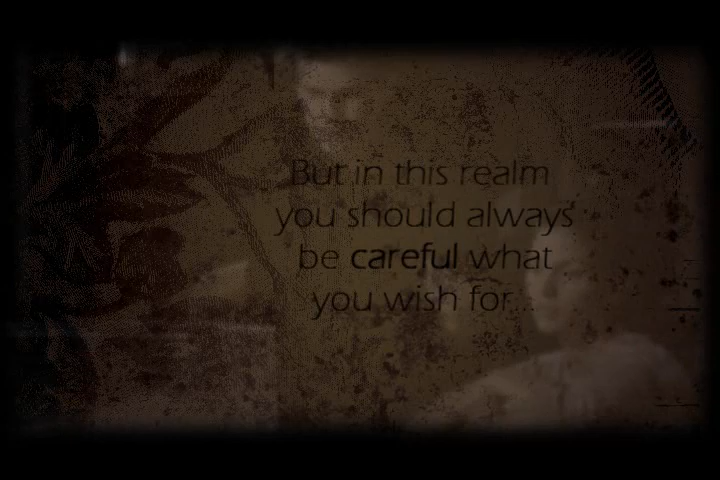 But in this realm
you should always
be careful what
you wish for...